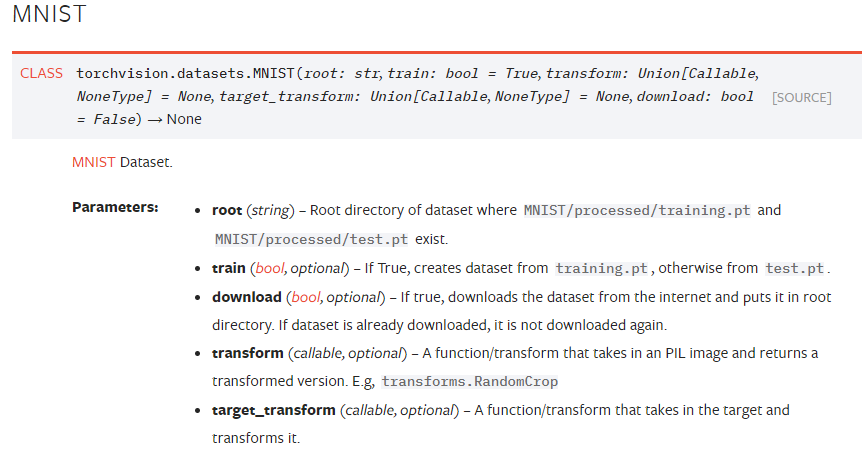 MNIST
CLASS torchvision.datasets.MNIST(root: str, train: bool = True, transform: Union[Callable,
NoneType] = None, target_transform: Union[Callable, NoneType] = None, download: bool
= False) → None [SOURCE]
MNIST Dataset.
Parameters:
• root (string) – Root directory of dataset where MNIST/processed/training.pt and
MNIST/processed/test.pt exist.
• train (bool, optional) – If True, creates dataset from training.pt, otherwise from test.pt.
• download (bool, optional) – If true, downloads the dataset from the internet and puts it in root
directory. If dataset is already downloaded, it is not downloaded again.
• transform (callable, optional) – A function/transform that takes in an PIL image and returns a
transformed version. E.g, transforms.RandomCrop
• target_transform (callable, optional) – A function/transform that takes in the target and
transforms it.